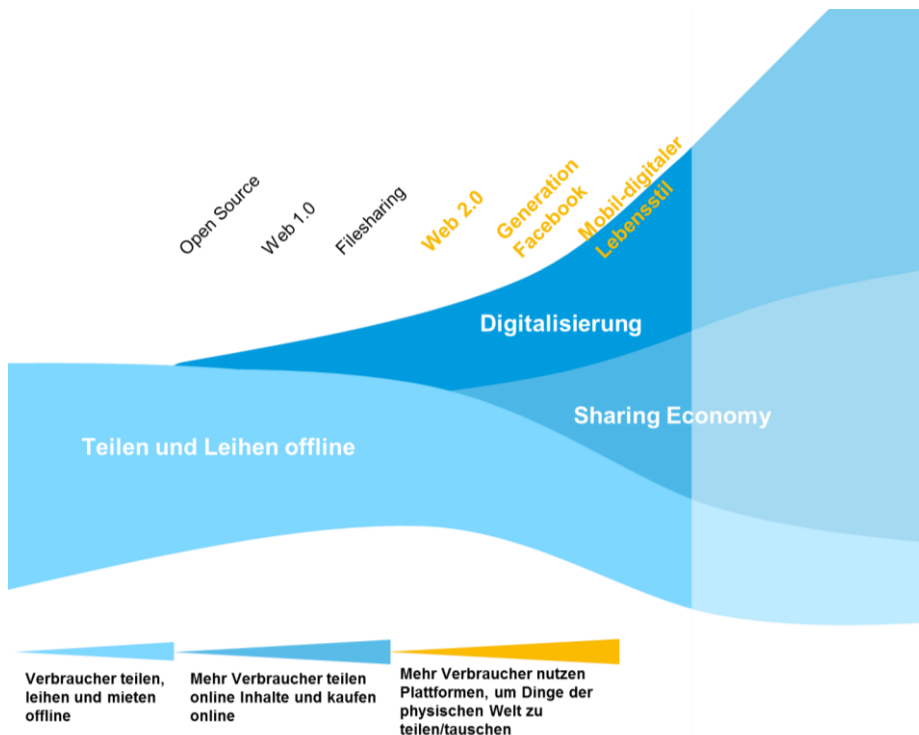 Open Source
Web 1.0
Filesharing
Web 2.0
Generation
Facebook
Mobil-digitaler
Lebensstil
Digitalisierung
Sharing Economy
Teilen und Leihen offline
Verbraucher teilen,
leihen und mieten
offline
Mehr Verbraucher teilen
online Inhalte und kaufen
online
Mehr Verbraucher nutzen
Plattformen, um Dinge der
physischen Welt zu
teilen/tauschen